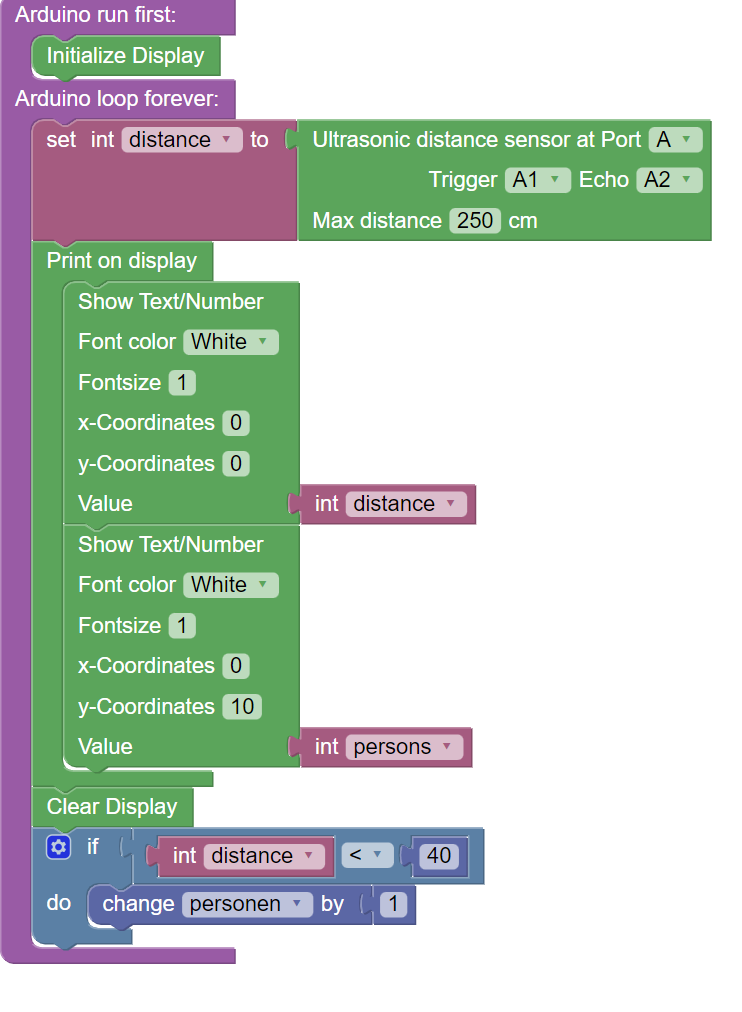 Arduino run first:
Initialize Display
Arduino loop forever:
set int distance to Ultrasonic distance sensor at Port A
Trigger A1 Echo A2
Max distance 250 cm
Print on display
Show Text/Number
Font color White
Fontsize 1
x-Coordinates 0
y-Coordinates 0
Value int distance
Show Text/Number
Font color White
Fontsize 1
x-Coordinates 0
y-Coordinates 10
Value int persons
Clear Display
if int distance < 40
do change personen by 1